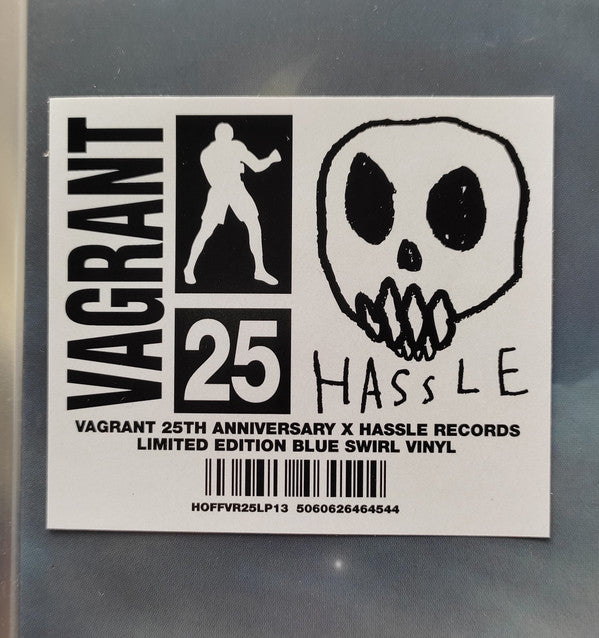 VAGRANT
25
HASSLE
VAGRANT 25TH ANNIVERSARY X HASSLE RECORDS
LIMITED EDITION BLUE SWIRL VINYL
HOFFVR25LP13 5060626464544